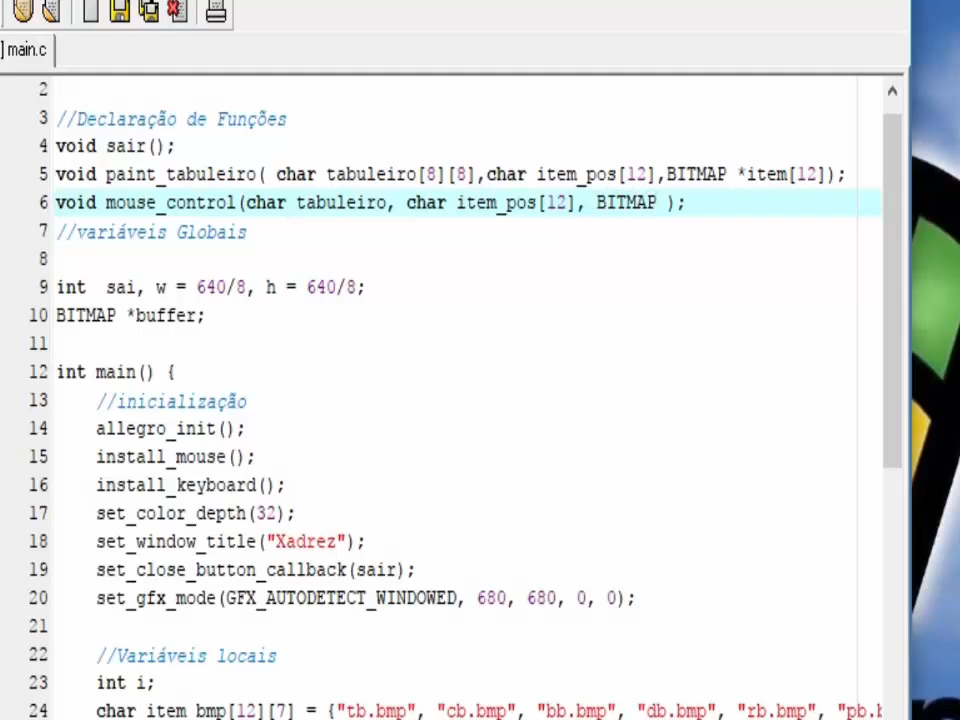 ] main.c
2
3 //Declaração de Funções
4 void sair();
5 void paint_tabuleiro( char tabuleiro[8][8],char item_pos[12],BITMAP *item[12]);
6 void mouse_control(char tabuleiro, char item_pos[12], BITMAP );
7 //variáveis Globais
8
9 int  sai, w = 640/8, h = 640/8;
10 BITMAP *buffer;
11
12 int main() {
13     //inicialização
14     allegro_init();
15     install_mouse();
16     install_keyboard();
17     set_color_depth(32);
18     set_window_title("Xadrez");
19     set_close_button_callback(sair);
20     set_gfx_mode(GFX_AUTODETECT_WINDOWED, 680, 680, 0, 0);
21
22     //Variáveis locais
23     int i;
24     char item_bmp[12][7] = {"tb.bmp", "cb.bmp", "bb.bmp", "db.bmp", "rb.bmp", "pb.b